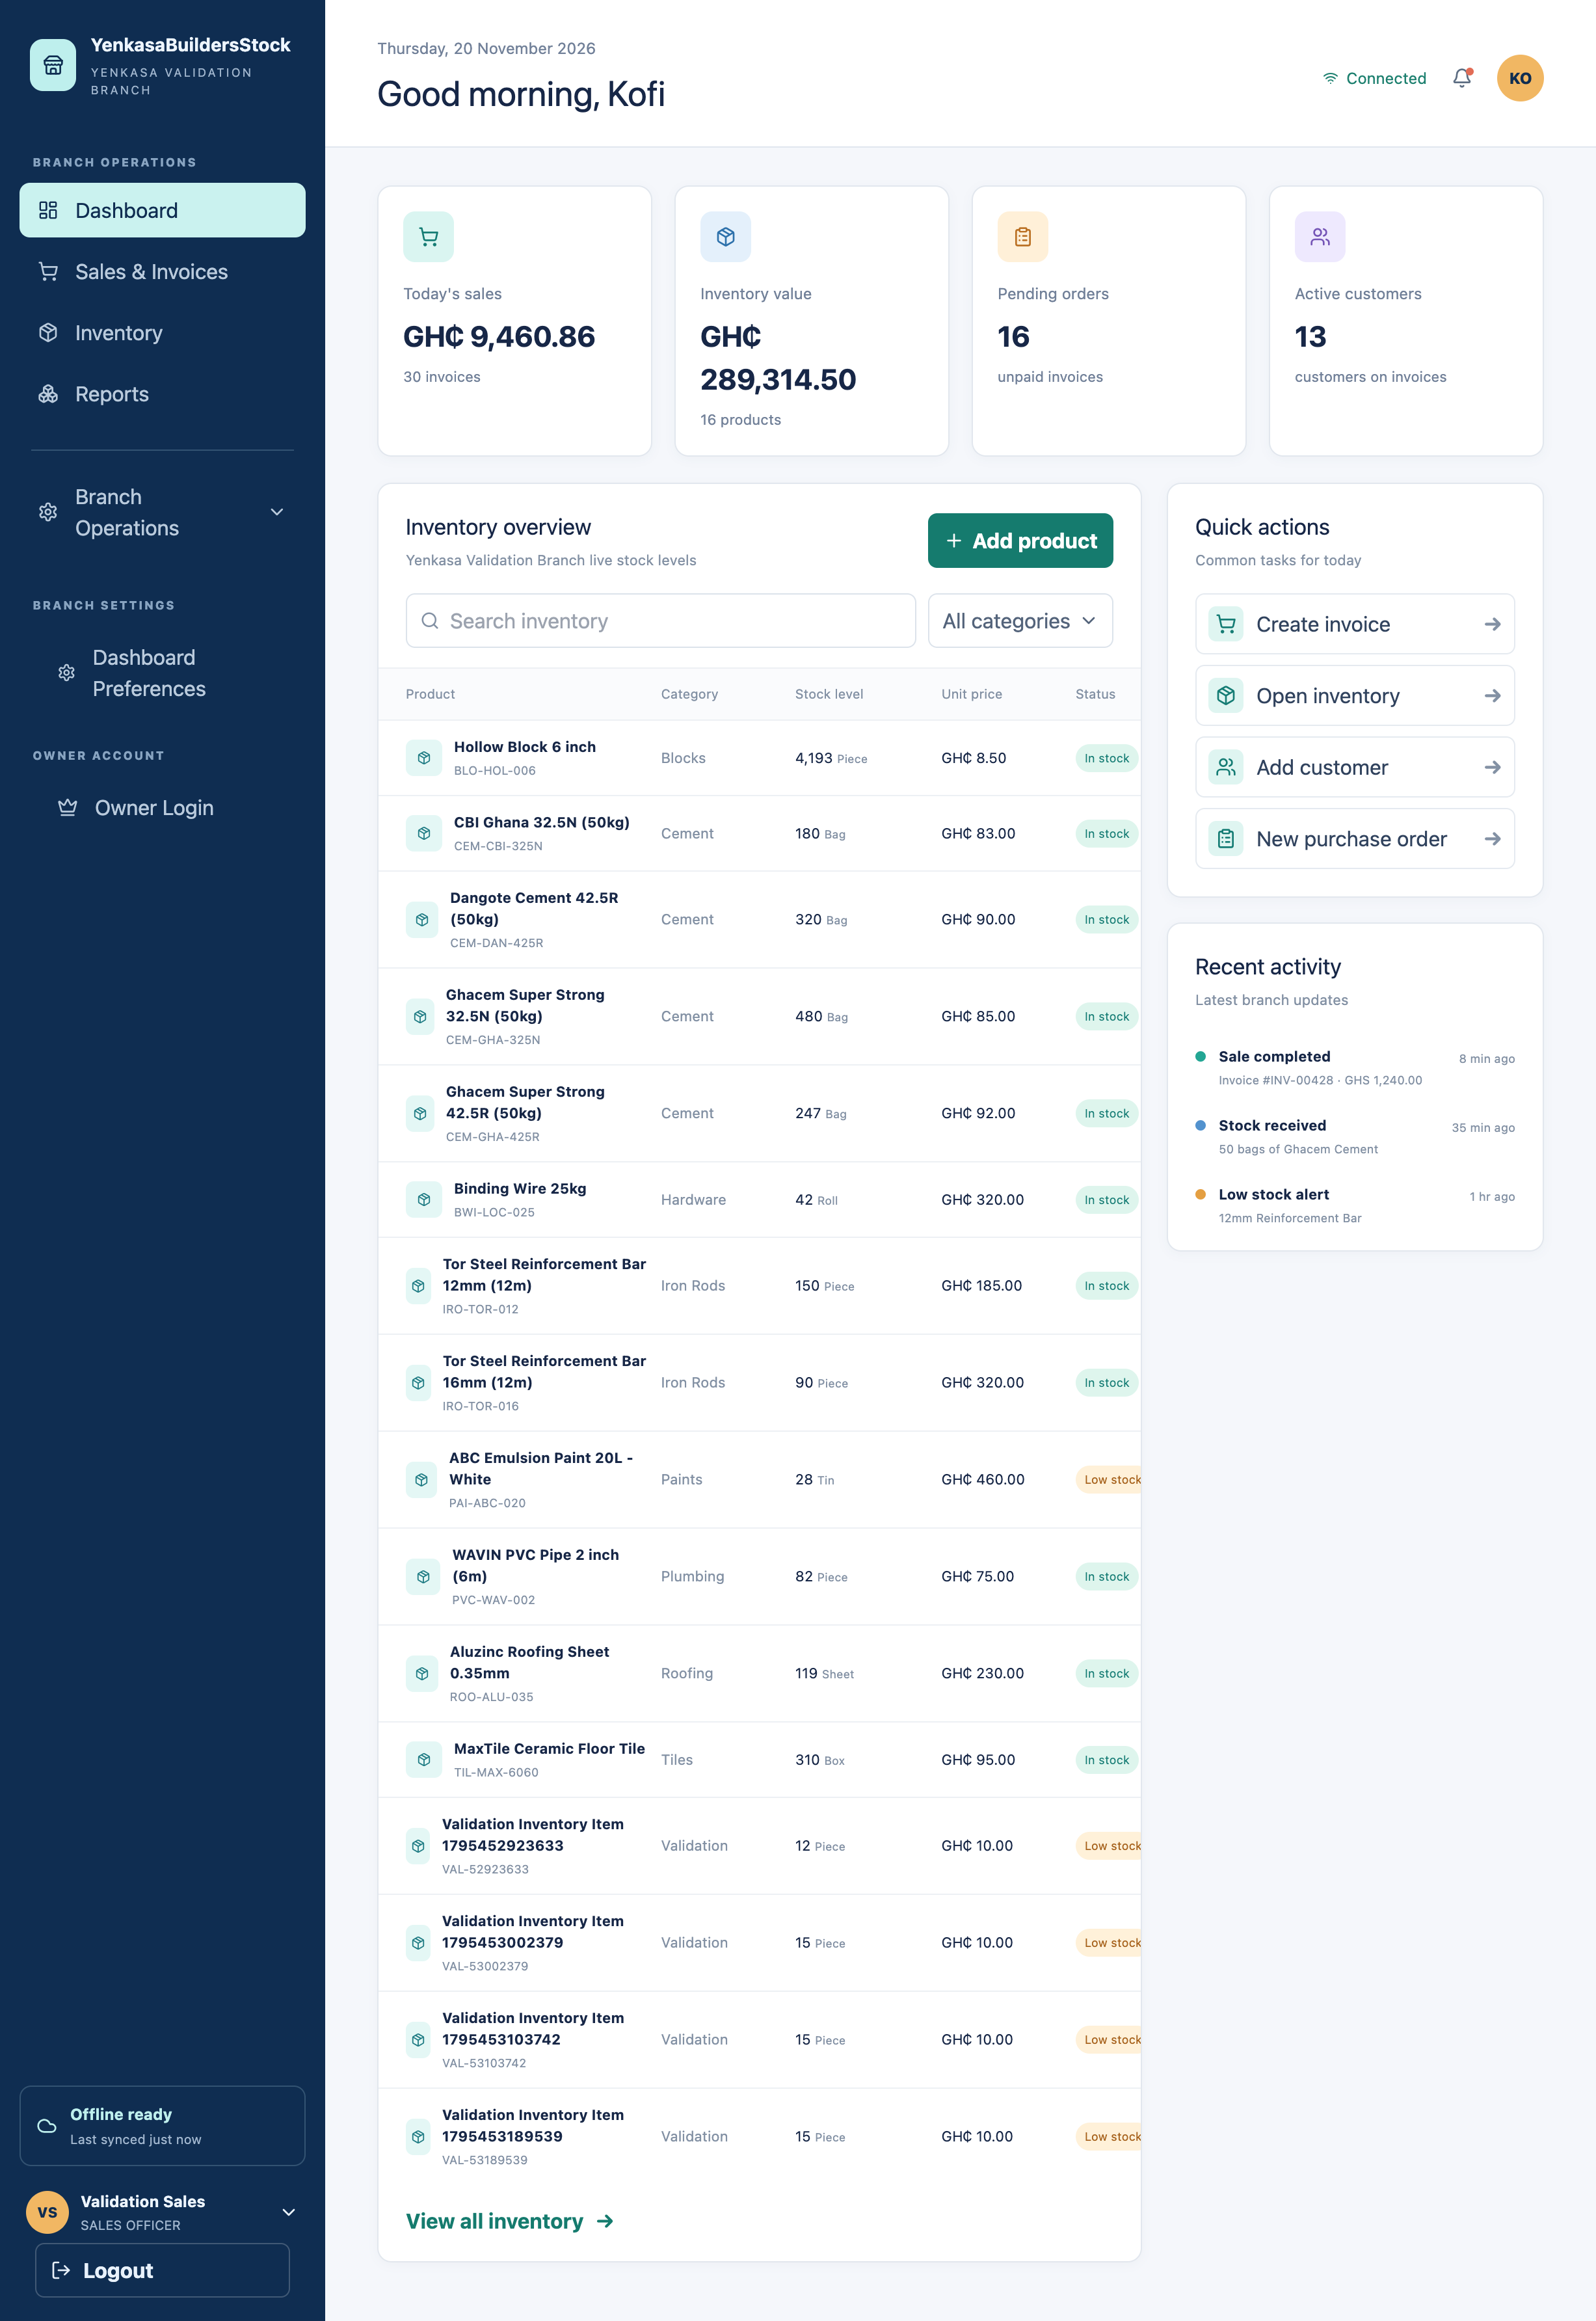 YenkasaBuildersStock
YENKASA VALIDATION
BRANCH
BRANCH OPERATIONS
Dashboard
Sales & Invoices
Inventory
Reports
Branch
Operations
BRANCH SETTINGS
Dashboard
Preferences
OWNER ACCOUNT
Owner Login
Offline ready
Last synced just now
VS
Validation Sales
SALES OFFICER
Logout
Thursday, 20 November 2026
Good morning, Kofi
Connected
KO
Today's sales
GH₵ 9,460.86
30 invoices
Inventory value
GH₵
289,314.50
16 products
Pending orders
16
unpaid invoices
Active customers
13
customers on invoices
Inventory overview
Yenkasa Validation Branch live stock levels
Add product
Search inventory
All categories
Product Category Stock level Unit price Status
Hollow Block 6 inch
BLO-HOL-006
Blocks 4,193 Piece GH₵ 8.50 In stock
CBI Ghana 32.5N (50kg)
CEM-CBI-325N
Cement 180 Bag GH₵ 83.00 In stock
Dangote Cement 42.5R
(50kg)
CEM-DAN-425R
Cement 320 Bag GH₵ 90.00 In stock
Ghacem Super Strong
32.5N (50kg)
CEM-GHA-325N
Cement 480 Bag GH₵ 85.00 In stock
Ghacem Super Strong
42.5R (50kg)
CEM-GHA-425R
Cement 247 Bag GH₵ 92.00 In stock
Binding Wire 25kg
BWI-LOC-025
Hardware 42 Roll GH₵ 320.00 In stock
Tor Steel Reinforcement Bar
12mm (12m)
IRO-TOR-012
Iron Rods 150 Piece GH₵ 185.00 In stock
Tor Steel Reinforcement Bar
16mm (12m)
IRO-TOR-016
Iron Rods 90 Piece GH₵ 320.00 In stock
ABC Emulsion Paint 20L -
White
PAI-ABC-020
Paints 28 Tin GH₵ 460.00 Low stock
WAVIN PVC Pipe 2 inch
(6m)
PVC-WAV-002
Plumbing 82 Piece GH₵ 75.00 In stock
Aluzinc Roofing Sheet
0.35mm
ROO-ALU-035
Roofing 119 Sheet GH₵ 230.00 In stock
MaxTile Ceramic Floor Tile
TIL-MAX-6060
Tiles 310 Box GH₵ 95.00 In stock
Validation Inventory Item
1795452923633
VAL-52923633
Validation 12 Piece GH₵ 10.00 Low stock
Validation Inventory Item
1795453002379
VAL-53002379
Validation 15 Piece GH₵ 10.00 Low stock
Validation Inventory Item
1795453103742
VAL-53103742
Validation 15 Piece GH₵ 10.00 Low stock
Validation Inventory Item
1795453189539
VAL-53189539
Validation 15 Piece GH₵ 10.00 Low stock
View all inventory
Quick actions
Common tasks for today
Create invoice
Open inventory
Add customer
New purchase order
Recent activity
Latest branch updates
Sale completed 8 min ago
Invoice #INV-00428 · GHS 1,240.00
Stock received 35 min ago
50 bags of Ghacem Cement
Low stock alert 1 hr ago
12mm Reinforcement Bar